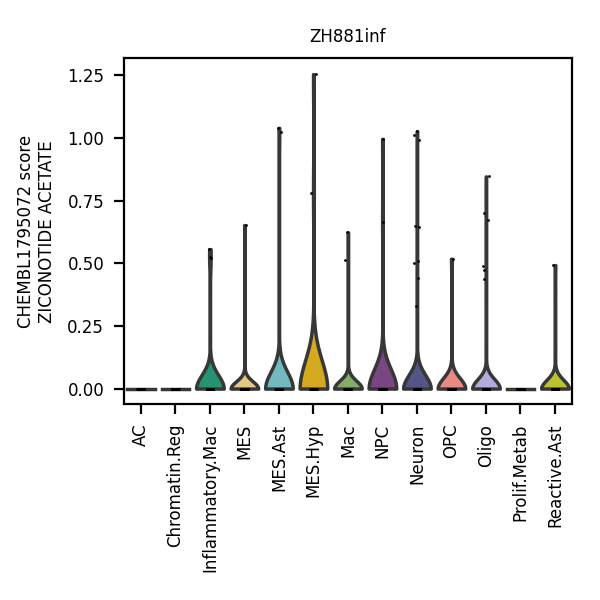 ZH881inf
CHEMBL1795072 score
ZICONOTIDE ACETATE
1.25
1.00
0.75
0.50
0.25
0.00
AC
Chromatin.Reg
Inflammatory.Mac
MES
MES.Ast
MES.Hyp
Mac
NPC
Neuron
OPC
Oligo
Prolif.Metab
Reactive.Ast